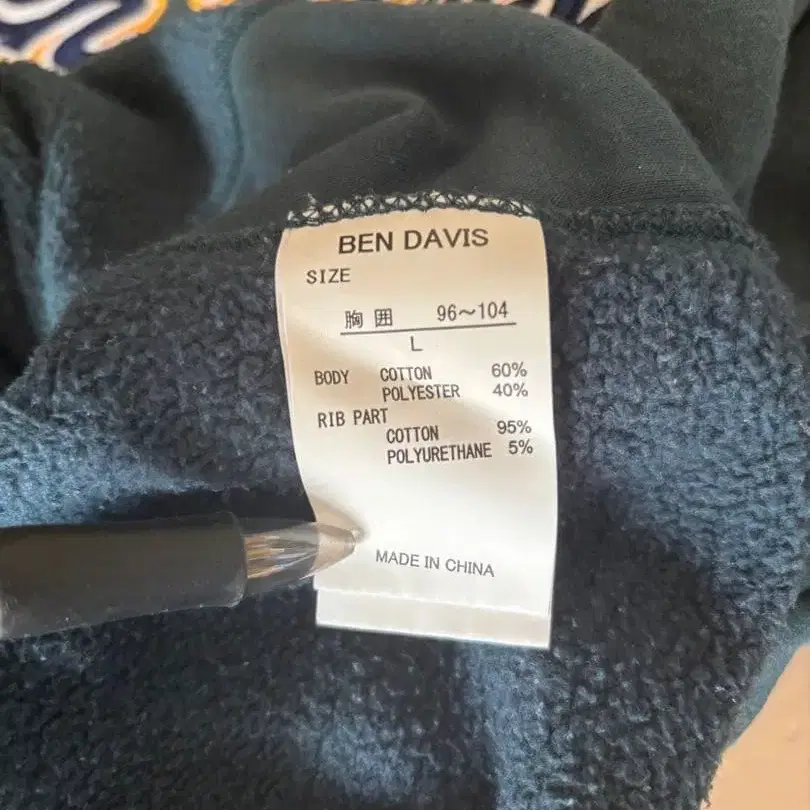 BEN DAVIS
SIZE
胸囲 96～104
L
BODY COTTON 60%
POLYESTER 40%
RIB PART
COTTON 95%
POLYURETHANE 5%
MADE IN CHINA